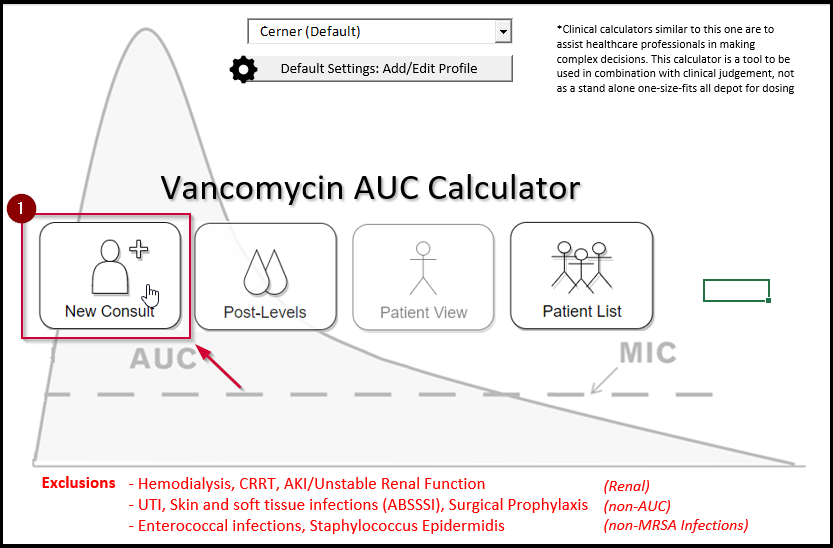 Cerner (Default)
Default Settings: Add/Edit Profile
*Clinical calculators similar to this one are to
assist healthcare professionals in making
complex decisions. This calculator is a tool to be
used in combination with clinical judgement, not
as a stand alone one-size-fits all depot for dosing
Vancomycin AUC Calculator
1
New Consult
Post-Levels
Patient View
Patient List
AUC
MIC
Exclusions - Hemodialysis, CRRT, AKI/Unstable Renal Function (Renal)
- UTI, Skin and soft tissue infections (ABSSSI), Surgical Prophylaxis (non-AUC)
- Enterococcal infections, Staphylococcus Epidermidis (non-MRSA Infections)